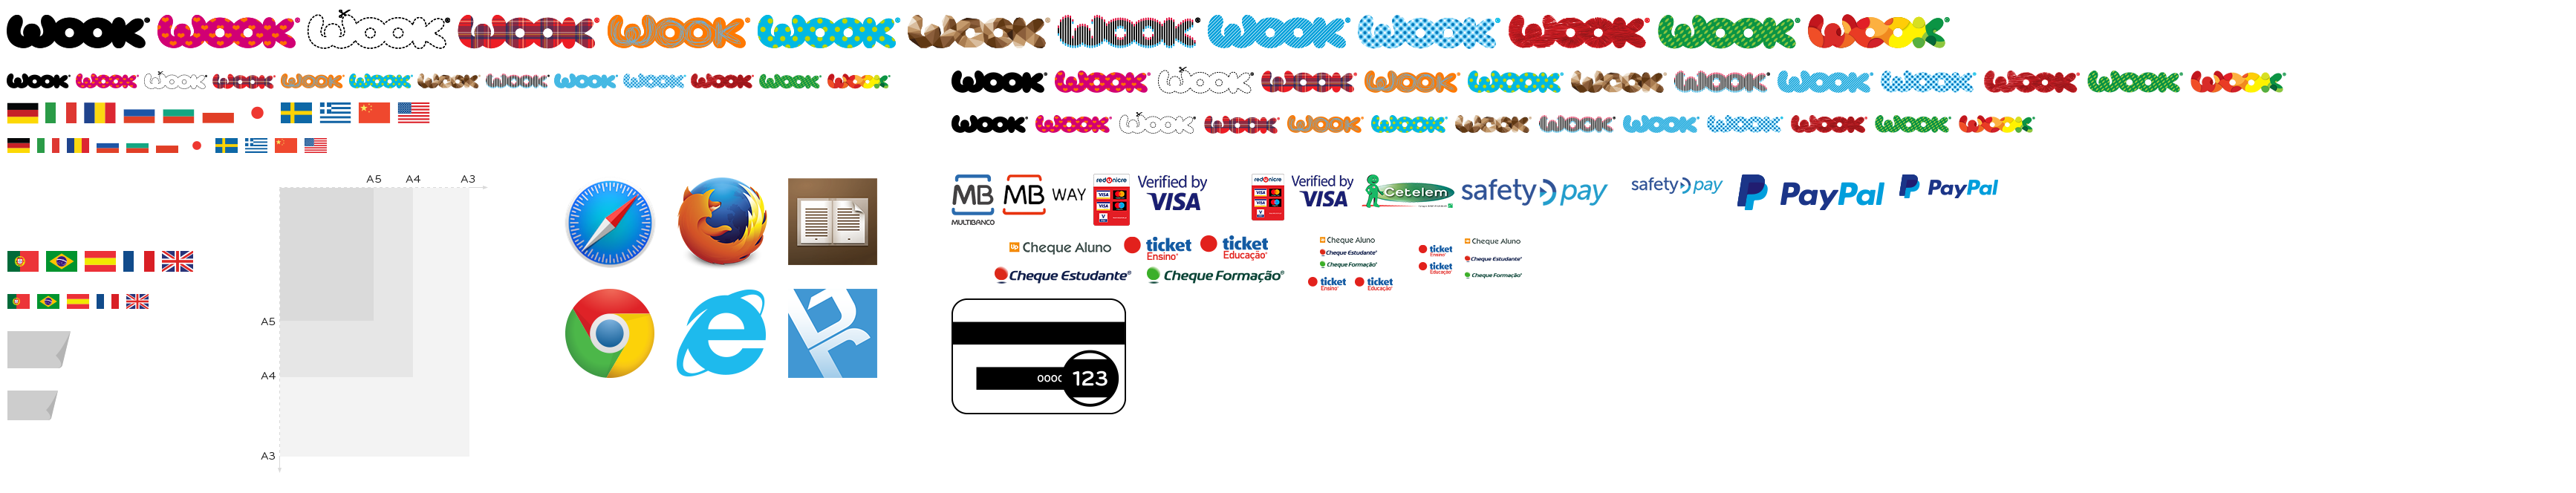 WOOK® WOOK® WOOK® WOOK® WOOK® WOOK® WOOK® WOOK® WOOK® WOOK® WOOK® WOOK® WOOK®
WOOK® WOOK® WOOK® WOOK® WOOK® WOOK® WOOK® WOOK® WOOK® WOOK® WOOK® WOOK® WOOK®
WOOK® WOOK® WOOK® WOOK® WOOK® WOOK® WOOK® WOOK® WOOK® WOOK® WOOK® WOOK® WOOK®
WOOK® WOOK® WOOK® WOOK® WOOK® WOOK® WOOK® WOOK® WOOK® WOOK® WOOK® WOOK® WOOK®
A5 A4 A3
A5
A4
A3
MB
MULTIBANCO
MB WAY
redunicre
VISA
VISA
V
Verified by
VISA
redunicre
VISA
VISA
V
Verified by
VISA
Cetelem
safety pay
safety pay
PayPal
PayPal
Up Cheque Aluno
ticket
Ensino®
ticket
Educação®
Cheque Estudante®
Cheque Formação®
Cheque Aluno
Cheque Estudante®
Cheque Formação®
ticket
Ensino®
ticket
Educação®
ticket
Ensino®
ticket
Educação®
Cheque Aluno
Cheque Estudante®
Cheque Formação®
000
123